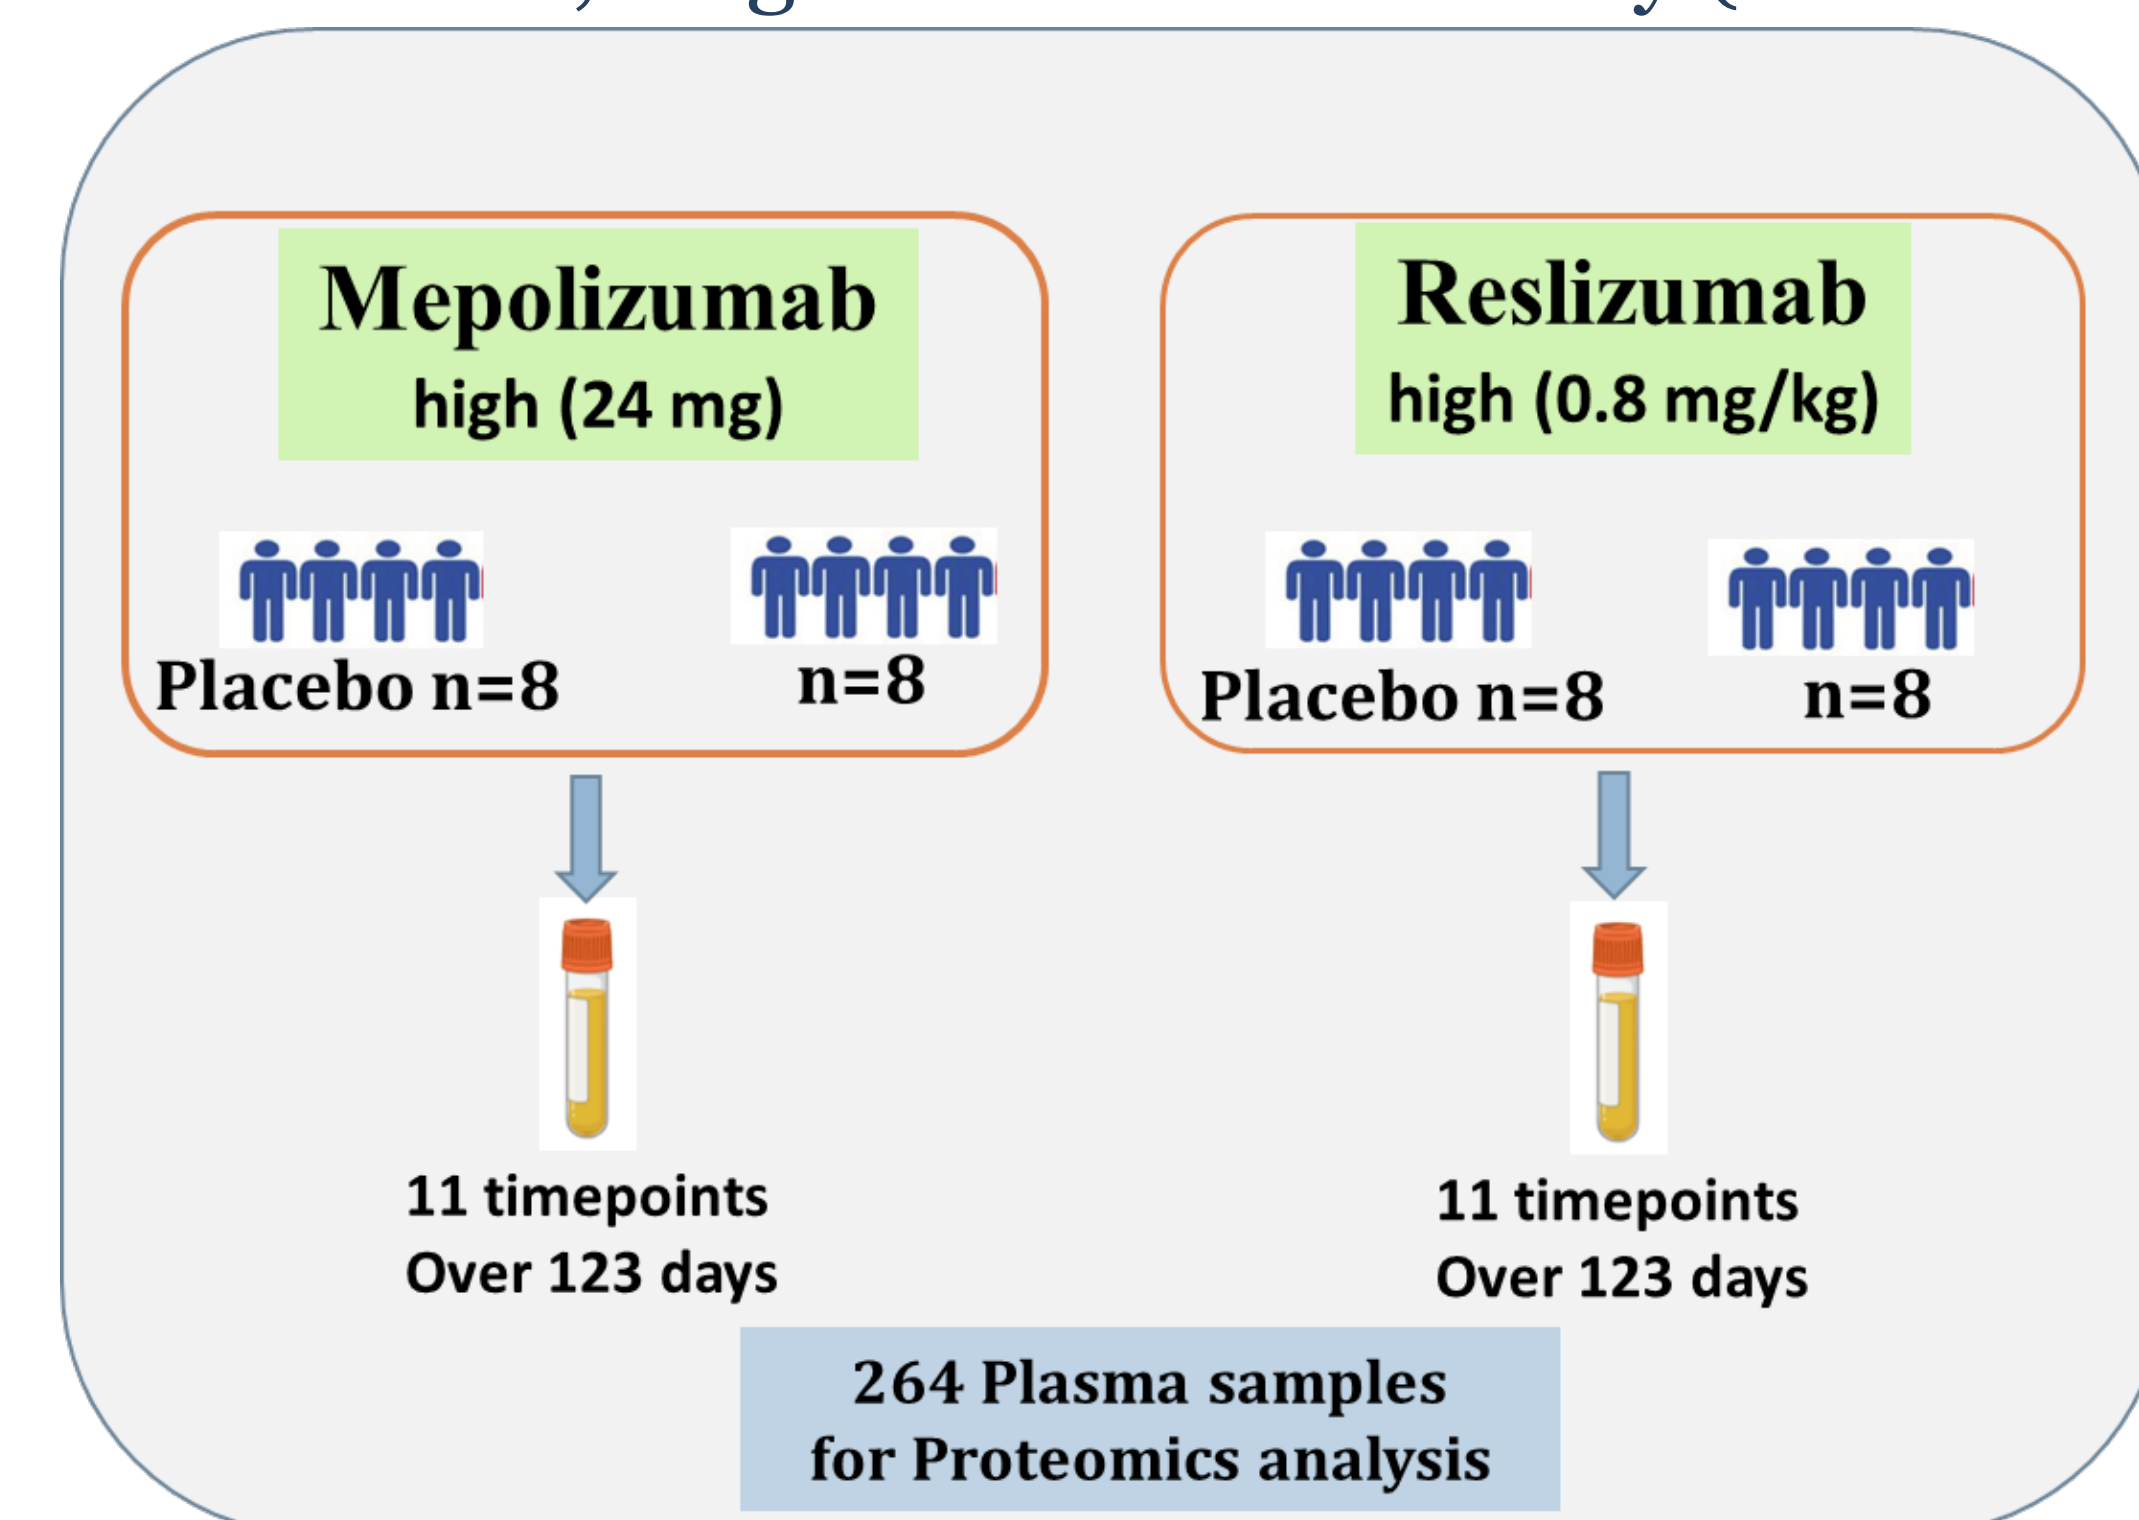 Mepolizumab
high (24 mg)
Placebo n=8
n=8
Reslizumab
high (0.8 mg/kg)
Placebo n=8
n=8
11 timepoints
Over 123 days
11 timepoints
Over 123 days
264 Plasma samples
for Proteomics analysis